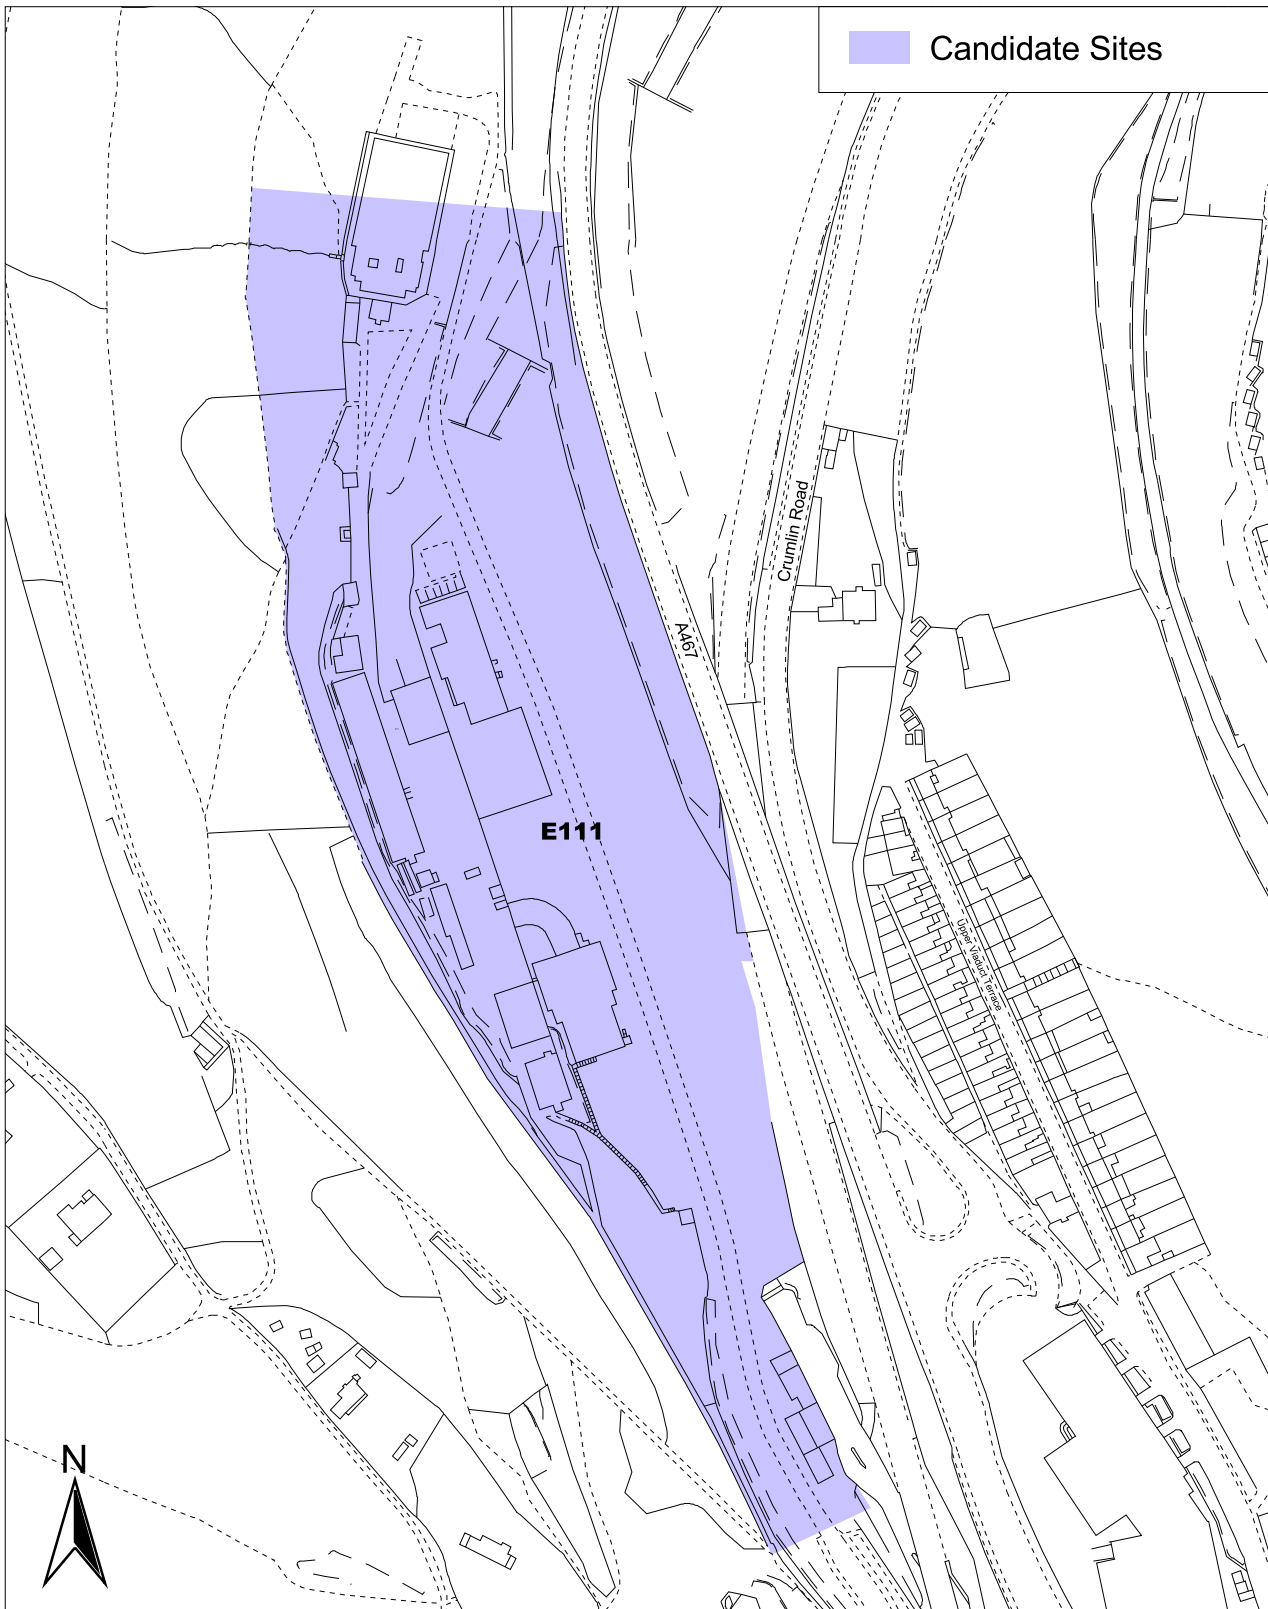 Candidate Sites
Crumlin Road
A467
E111
Upper Viaduct Terrace
N